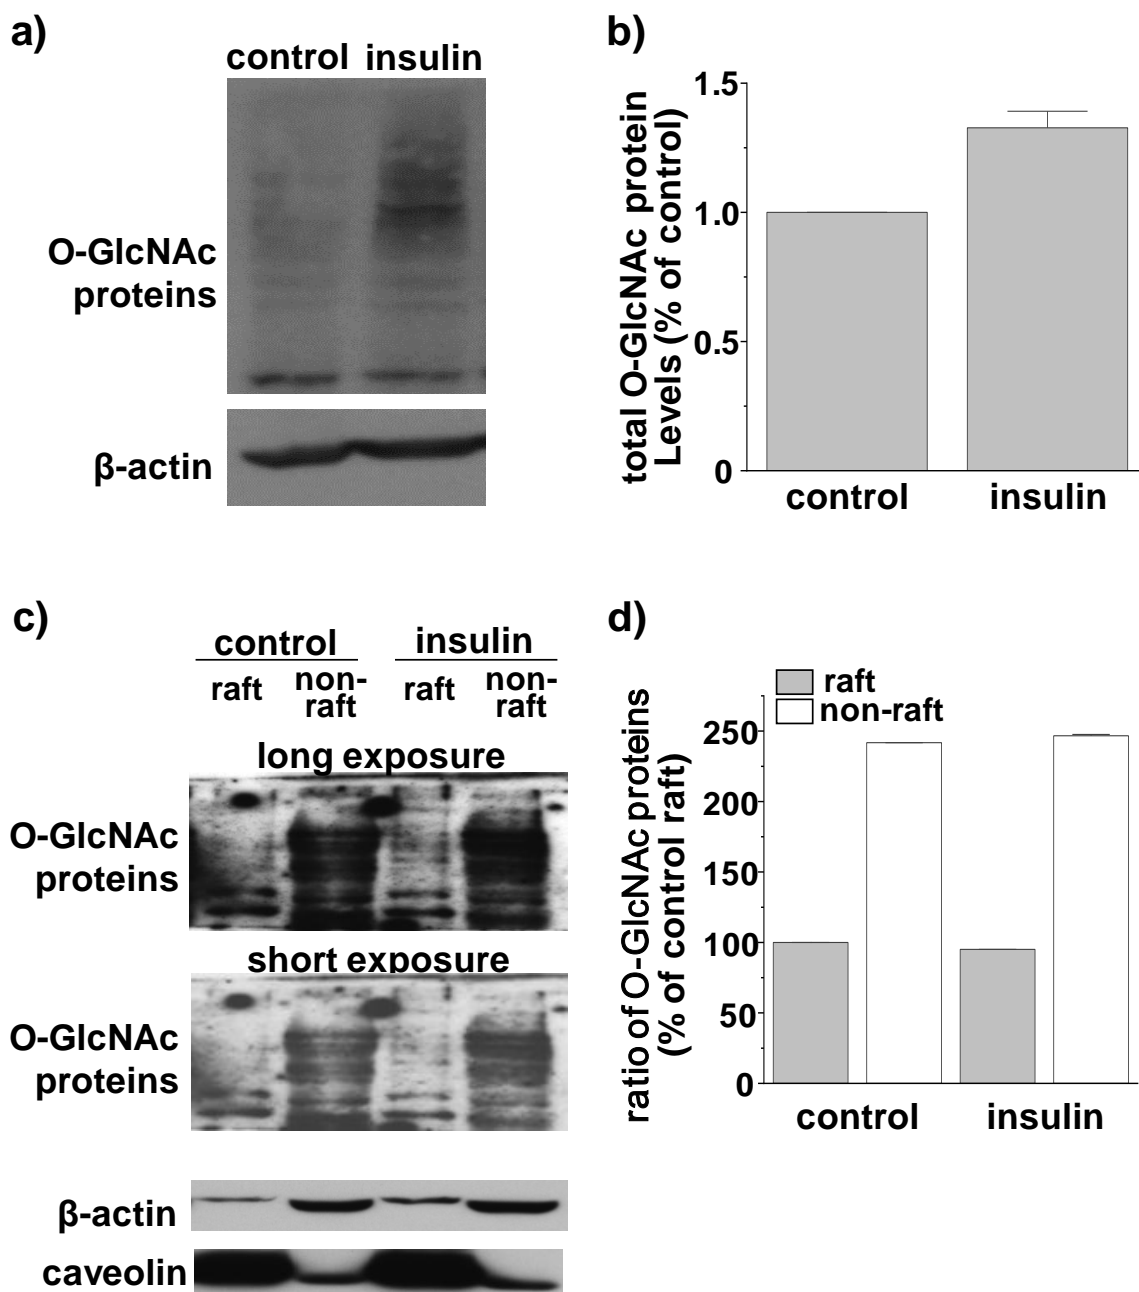 a)
control insulin
O-GlcNAc
proteins
β-actin
b)
total O-GlcNAc protein
Levels (% of control)
1.5
1.0
0.5
0
control insulin
c)
control insulin
raft non-
raft raft non-
raft
long exposure
O-GlcNAc
proteins
short exposure
O-GlcNAc
proteins
β-actin
caveolin
d)
raft
non-raft
ratio of O-GlcNAc proteins
(% of control raft)
250
200
150
100
50
0
control insulin